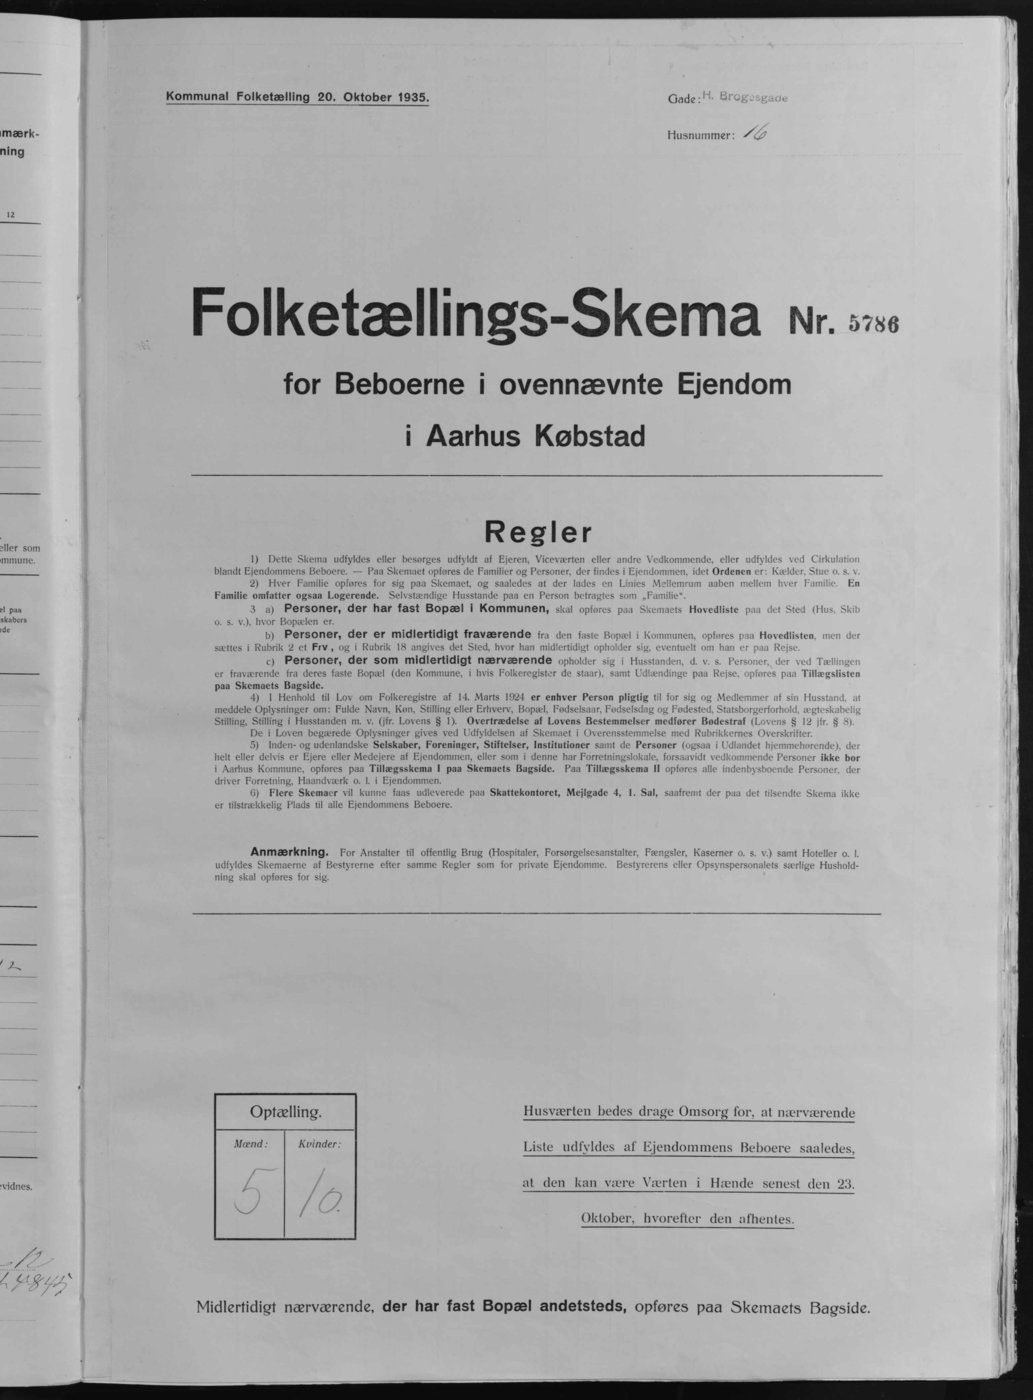 mærk-
ning
12
eller som
mmune.
el paa
skabers
ede
12
evidnes.
12
4845
Kommunal Folketælling 20. Oktober 1935.
Gade: H. Brogesgade
Husnummer: 16
Folketællings-Skema Nr. 5786
for Beboerne i ovennævnte Ejendom
i Aarhus Købstad
Regler
1) Dette Skema udfyldes eller besørges udfyldt af Ejeren, Viceværten eller andre Vedkommende, eller udfyldes ved Cirkulation
blandt Ejendommens Beboere. — Paa Skemaet opføres de Familier og Personer, der findes i Ejendommen, idet Ordenen er: Kælder, Stue o. s. v.
2) Hver Familie opføres for sig paa Skemaet, og saaledes at der lades en Linies Mellemrum aaben mellem hver Familie. En
Familie omfatter ogsaa Logerende. Selvstændige Husstande paa en Person betragtes som „Familie“.
3 a) Personer, der har fast Bopæl i Kommunen, skal opføres paa Skemaets Hovedliste paa det Sted (Hus, Skib
o. s. v.), hvor Bopælen er.
b) Personer, der er midlertidigt fraværende fra den faste Bopæl i Kommunen, opføres paa Hovedlisten, men der
sættes i Rubrik 2 et Frv, og i Rubrik 18 angives det Sted, hvor han midlertidigt opholder sig, eventuelt om han er paa Rejse.
c) Personer, der som midlertidigt nærværende opholder sig i Husstanden, d. v. s. Personer, der ved Tællingen
er fraværende fra deres faste Bopæl (den Kommune, i hvis Folkeregister de staar), samt Udlændinge paa Rejse, opføres paa Tillægslisten
paa Skemaets Bagside.
4) I Henhold til Lov om Folkeregistre af 14. Marts 1924 er enhver Person pligtig til for sig og Medlemmer af sin Husstand, at
meddele Oplysninger om: Fulde Navn, Køn, Stilling eller Erhverv, Bopæl, Fødselsaar, Fødselsdag og Fødested, Statsborgerforhold, ægteskabelig
Stilling, Stilling i Husstanden m. v. (jfr. Lovens § 1). Overtrædelse af Lovens Bestemmelser medfører Bødestraf (Lovens § 12 jfr. § 8).
De i Loven begærede Oplysninger gives ved Udfyldelsen af Skemaet i Overensstemmelse med Rubrikkernes Overskrifter.
5) Inden- og udenlandske Selskaber, Foreninger, Stiftelser, Institutioner samt de Personer (ogsaa i Udlandet hjemmehørende), der
helt eller delvis er Ejere eller Medejere af Ejendommen, eller som i denne har Forretningslokale, forsaavidt vedkommende Personer ikke bor
i Aarhus Kommune, opføres paa Tillægsskema I paa Skemaets Bagside. Paa Tillægsskema II opføres alle indenbysboende Personer, der
driver Forretning, Haandværk o. l. i Ejendommen.
6) Flere Skemaer vil kunne faas udleverede paa Skattekontoret, Mejlgade 4, 1. Sal, saafremt der paa det tilsendte Skema ikke
er tilstrækkelig Plads til alle Ejendommens Beboere.
Anmærkning. For Anstalter til offentlig Brug (Hospitaler, Forsørgelsesanstalter, Fængsler, Kaserner o. s. v.) samt Hoteller o. l.
udfyldes Skemaerne af Bestyrerne efter samme Regler som for private Ejendomme. Bestyrerens eller Opsynspersonalets særlige Hushold-
ning skal opføres for sig.
Optælling.
Mænd: Kvinder:
5 10.
Husværten bedes drage Omsorg for, at nærværende
Liste udfyldes af Ejendommens Beboere saaledes,
at den kan være Værten i Hænde senest den 23.
Oktober, hvorefter den afhentes.
Midlertidigt nærværende, der har fast Bopæl andetsteds, opføres paa Skemaets Bagside.